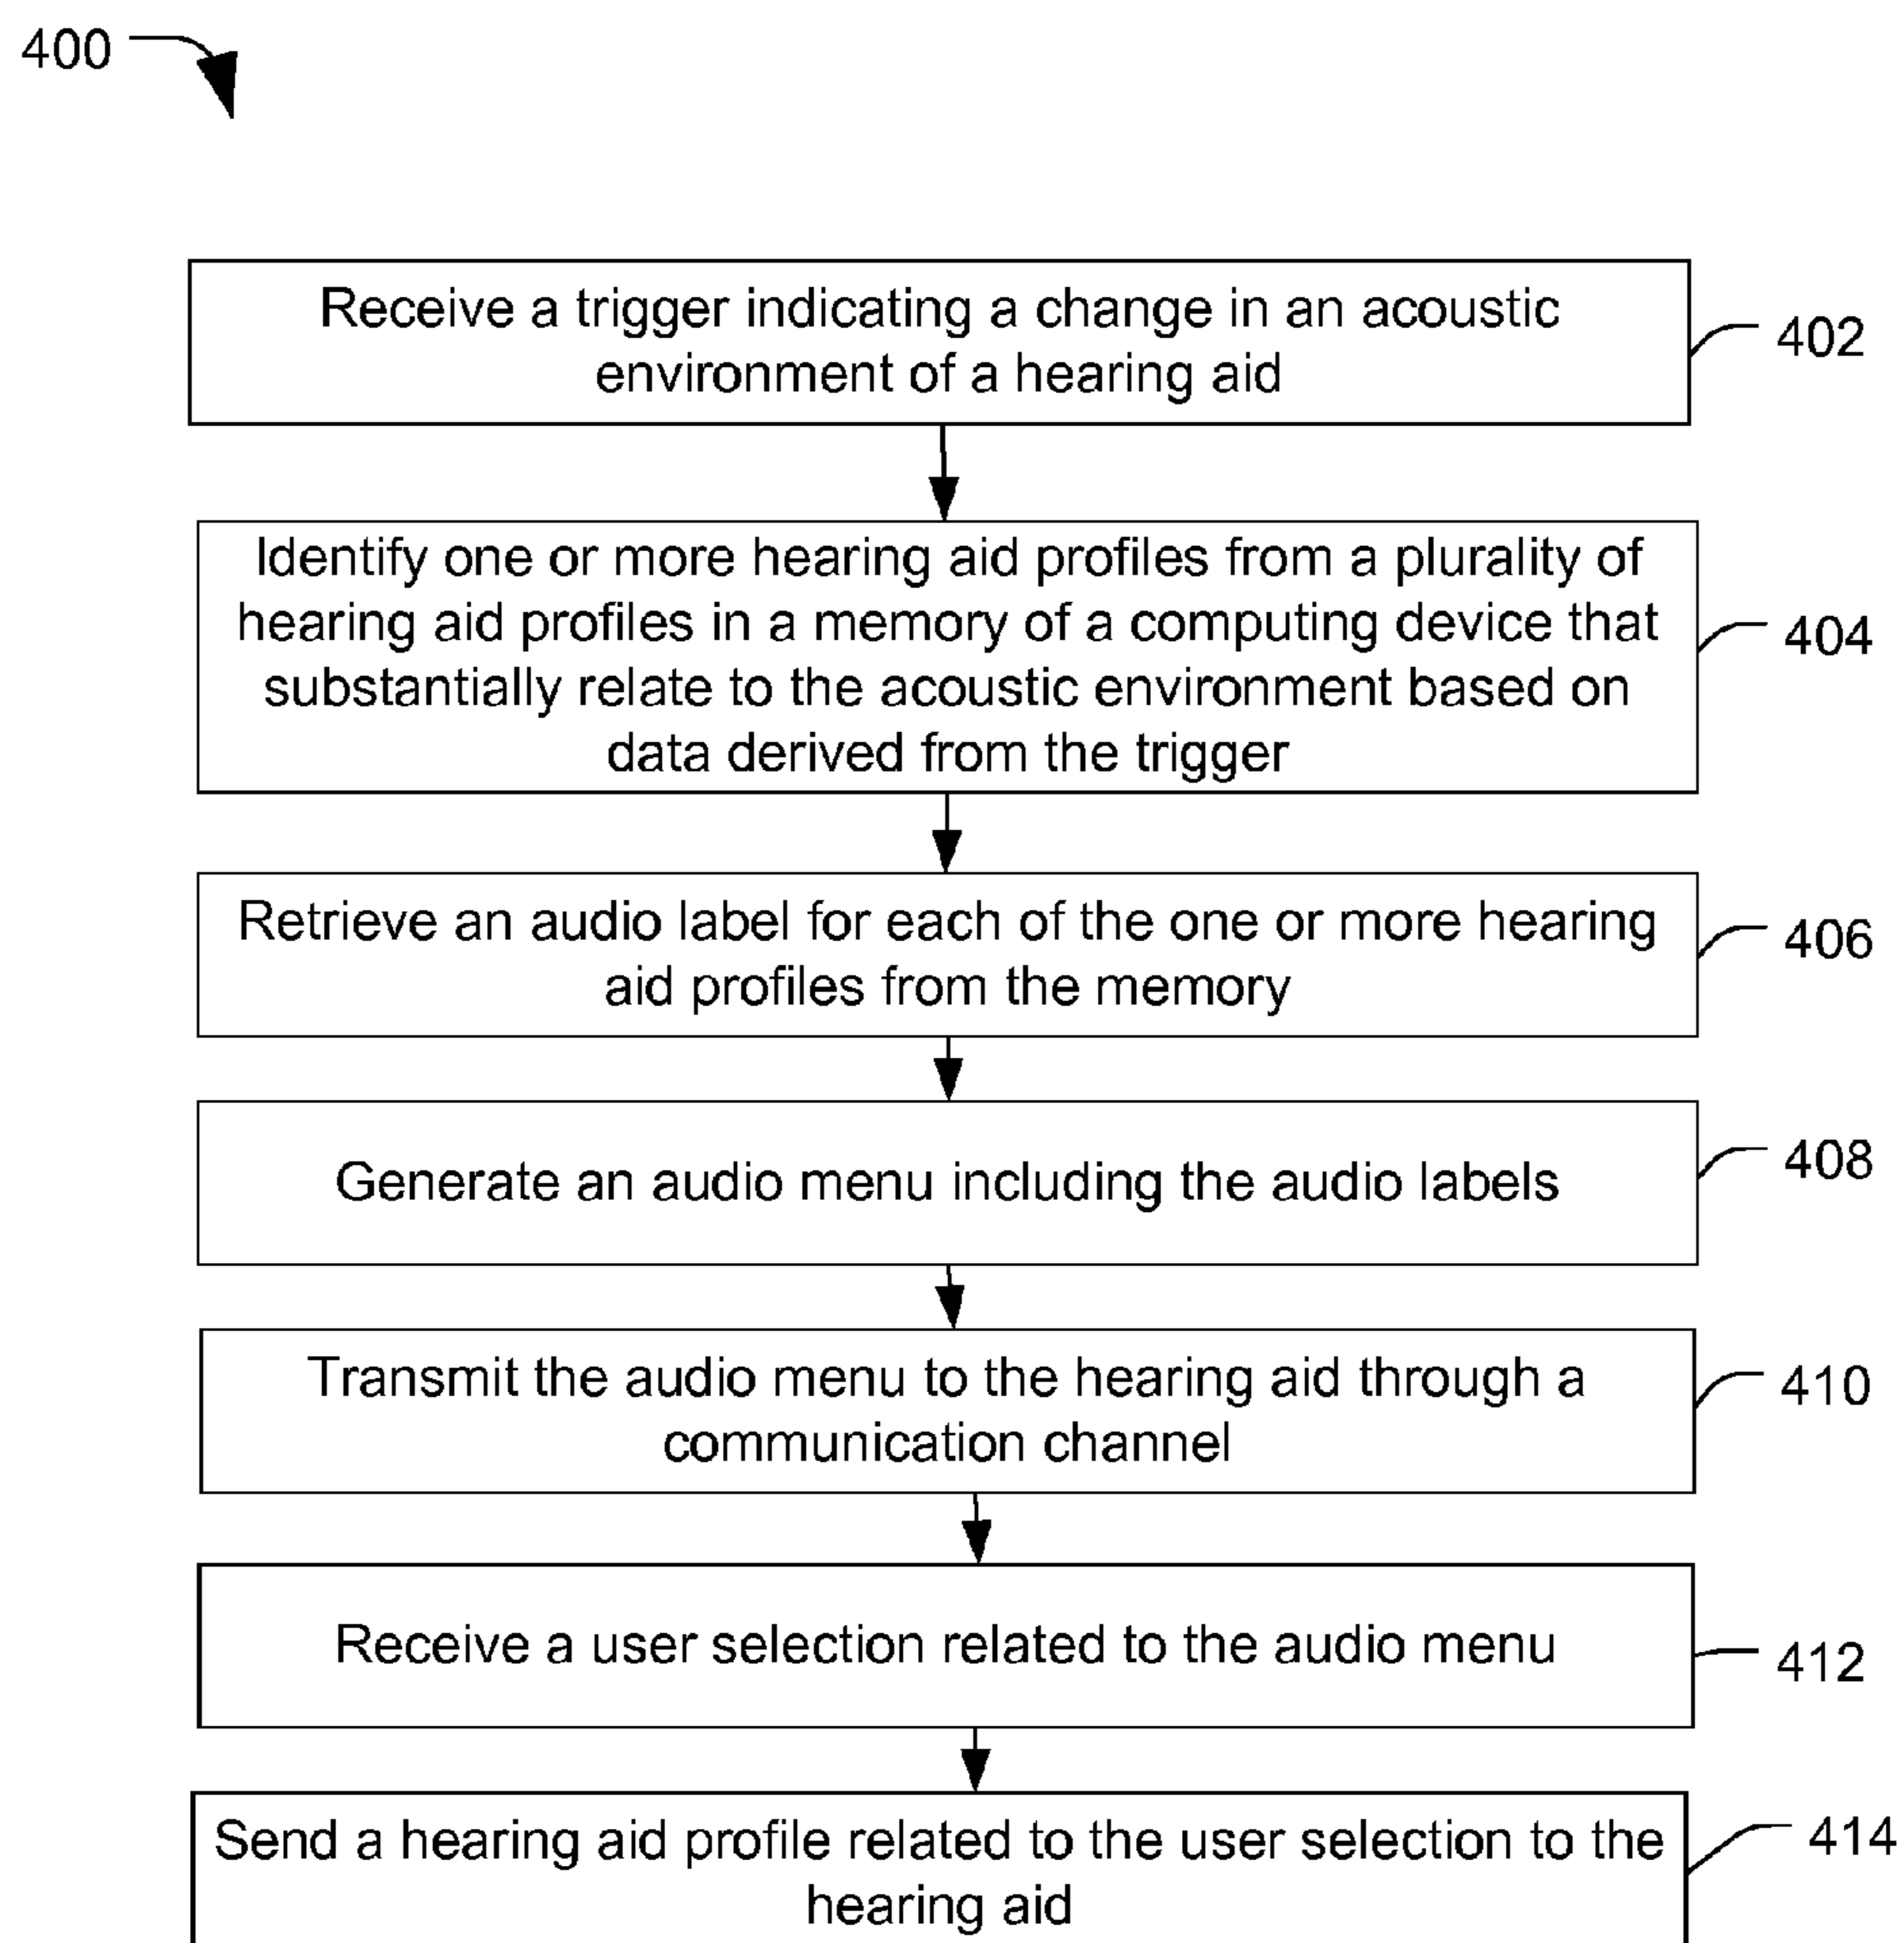 400
Receive a trigger indicating a change in an acoustic
environment of a hearing aid
402
Identify one or more hearing aid profiles from a plurality of
hearing aid profiles in a memory of a computing device that
substantially relate to the acoustic environment based on
data derived from the trigger
404
Retrieve an audio label for each of the one or more hearing
aid profiles from the memory
406
Generate an audio menu including the audio labels
408
Transmit the audio menu to the hearing aid through a
communication channel
410
Receive a user selection related to the audio menu
412
Send a hearing aid profile related to the user selection to the
hearing aid
414